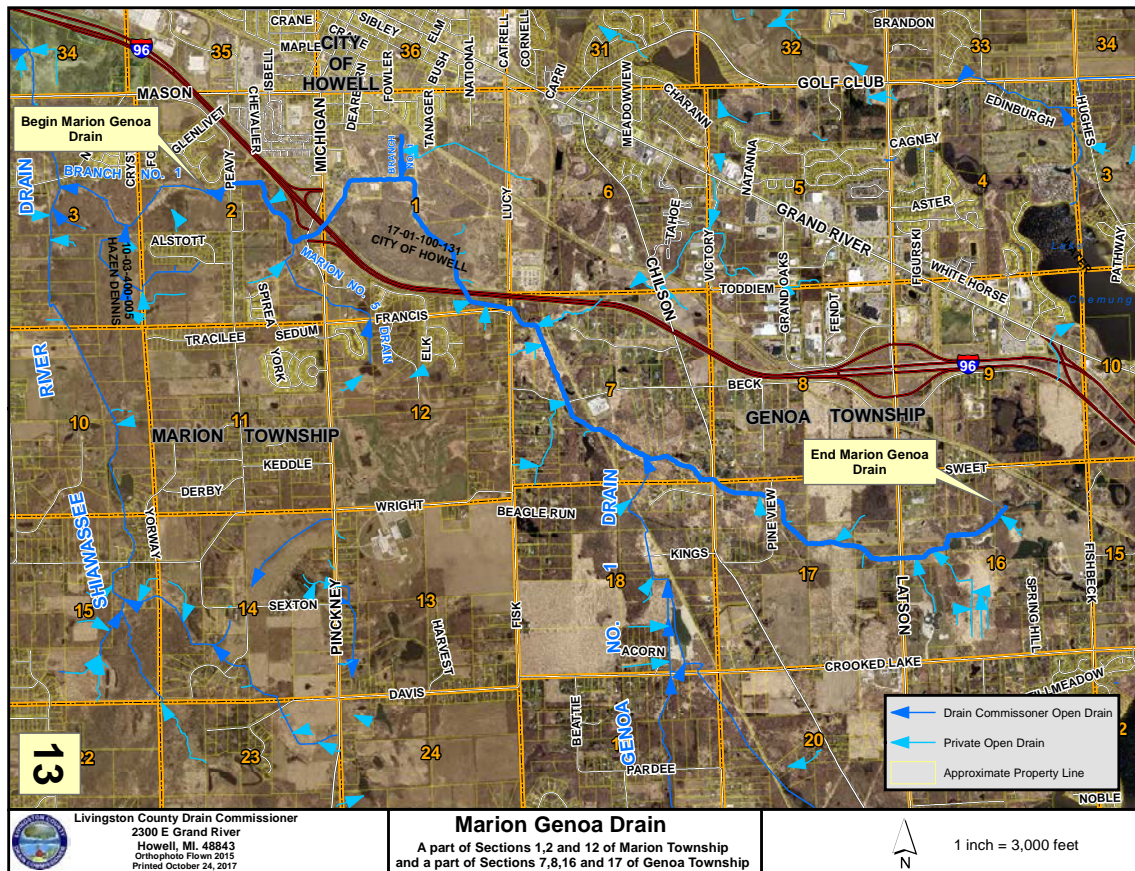 34
96
35
CRANE
CRANE
SIBLEY
ELM
MAPLE
CITY
OF
HOWELL
36
ISBELL
BUSH
NATIONAL
CATRELL
CORNELL
31
32
BRANDON
33
34
MASON
GLENLIVET
CHEVALIER
MICHIGAN
DEARBORN
FOWLER
TANAGER
CAPRI
MEADOWVIEW
CHARANN
GOLF CLUB
EDINBURGH
HUGHES
Begin Marion Genoa
Drain
DRAIN
BRANCH NO. 1
PEAVY
BRANCH
LUCY
NATANNA
CAGNEY
3
2
1
6
5
4
3
ALSTOTT
10-03-400-005
HAZEN-DENNIS
17-01-100-131
CITY OF HOWELL
MARION NO. 5
DRAIN
TAHOE
VICTORY
GRAND RIVER
ASTER
FIGURSKI
WHITE HORSE
PATHWAY
Chemung
CHILSON
TODDIEM
GRAND OAKS
FENDT
SPIREA
TRACILEE
SEDUM
FRANCIS
YORK
ELK
RIVER
10
11
12
7
BECK
8
96
9
10
MARION TOWNSHIP
GENOA TOWNSHIP
KEDDLE
DERBY
End Marion Genoa
Drain
SWEET
WRIGHT
BEAGLE RUN
DRAIN
PINE VIEW
SHIAWASSEE
YORWAY
KINGS
15
14
SEXTON
PINCKNEY
13
HARVEST
FISK
18
17
LATSON
16
SPRING HILL
FISHBECK
15
NO. 1
ACORN
CROOKED LAKE
DAVIS
BEATTIE
GENOA
22
23
24
20
PARDEE
NOBLE
13
Drain Commissoner Open Drain
Private Open Drain
Approximate Property Line
Livingston County Drain Commissioner
2300 E Grand River
Howell, MI. 48843
Orthophoto Flown 2015
Printed October 24, 2017
Marion Genoa Drain
A part of Sections 1,2 and 12 of Marion Township
and a part of Sections 7,8,16 and 17 of Genoa Township
N
1 inch = 3,000 feet